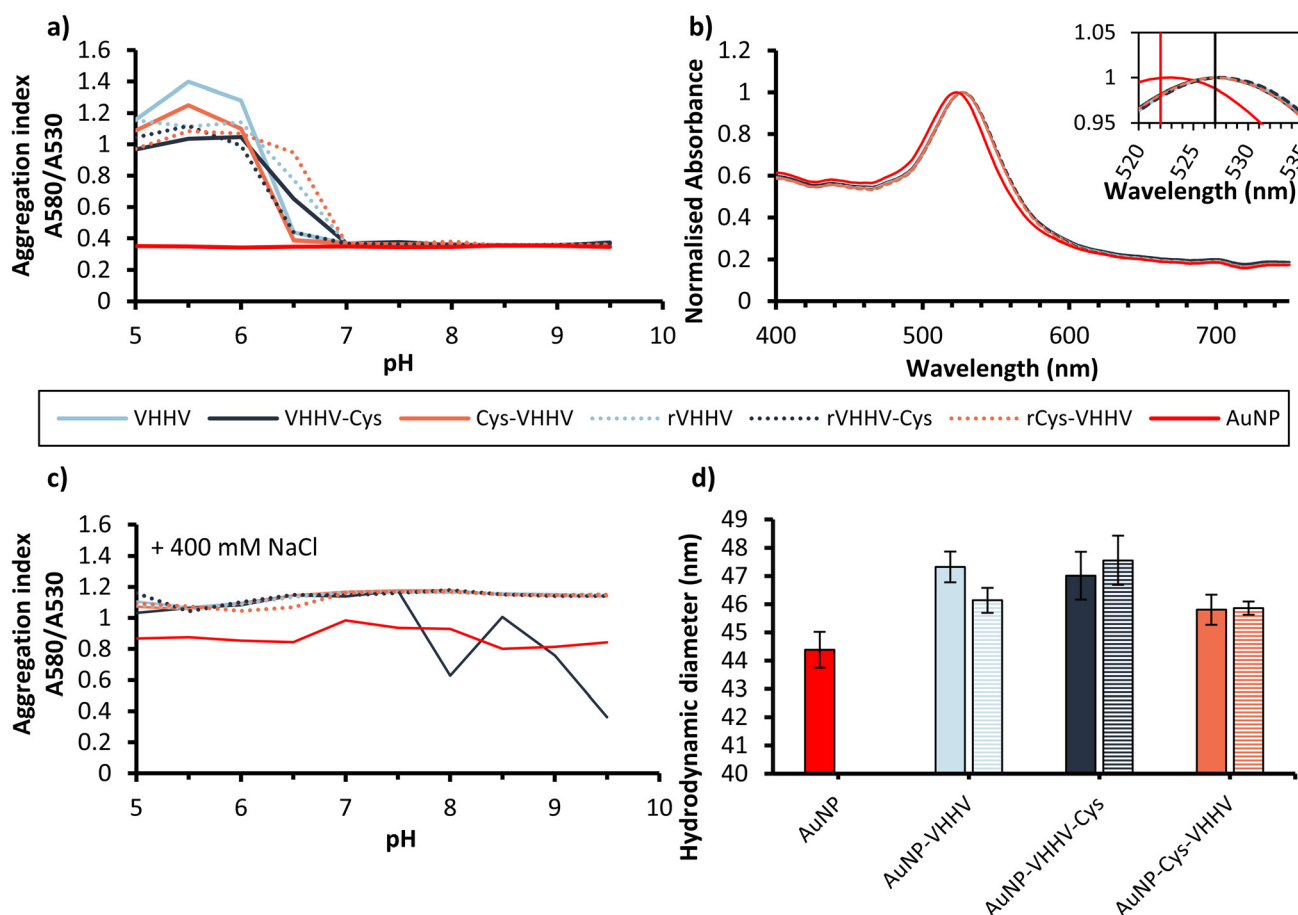 a)
Aggregation index
A580/A530
1.6
1.4
1.2
1
0.8
0.6
0.4
0.2
0
5 6 7 8 9 10
pH
b)
Normalised Absorbance
1.2
1
0.8
0.6
0.4
0.2
0
400 500 600 700
Wavelength (nm)
1.05
1
0.95
520 525 530 535
Wavelength (nm)
VHHV VHHV-Cys Cys-VHHV rVHHV rVHHV-Cys rCys-VHHV AuNP
c)
Aggregation index
A580/A530
1.6
1.4
1.2
1
0.8
0.6
0.4
0.2
0
+ 400 mM NaCl
5 6 7 8 9 10
pH
d)
Hydrodynamic diameter (nm)
49
48
47
46
45
44
43
42
41
40
AuNP
AuNP-VHHV
AuNP-VHHV-Cys
AuNP-Cys-VHHV